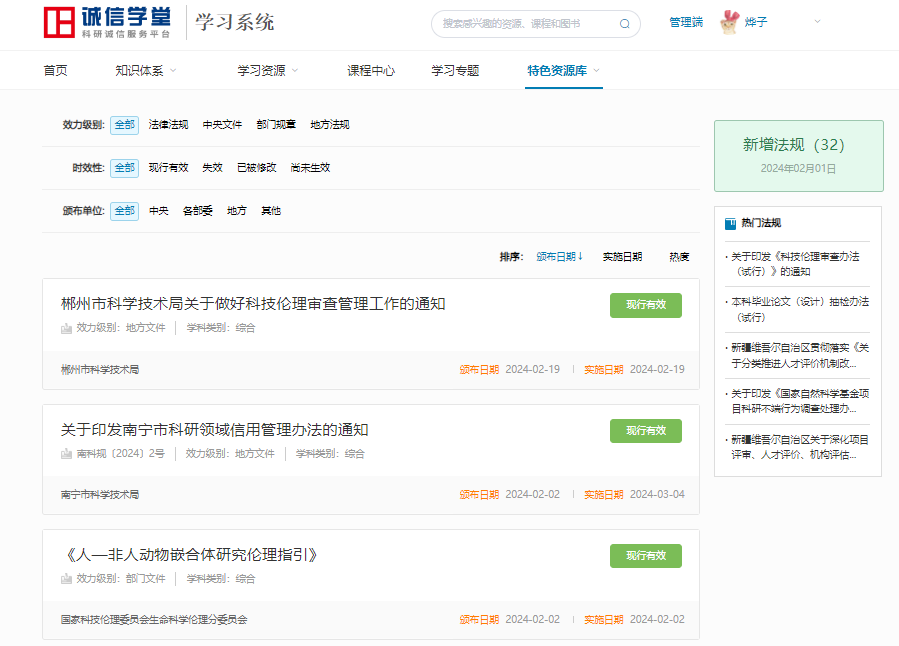 诚信学堂
科研诚信服务平台
学习系统
搜索感兴趣的资源、课程和图书
管理端
烨子
首页
知识体系
学习资源
课程中心
学习专题
特色资源库
效力级别: 全部 法律法规 中央文件 部门规章 地方法规
时效性: 全部 现行有效 失效 已被修改 尚未生效
颁布单位: 全部 中央 各部委 地方 其他
排序: 颁布日期↓ 实施日期 热度
郴州市科学技术局关于做好科技伦理审查管理工作的通知
现行有效
效力级别：地方文件 | 学科类别：综合
郴州市科学技术局
颁布日期 2024-02-19 | 实施日期 2024-02-19
关于印发南宁市科研领域信用管理办法的通知
现行有效
南科规〔2024〕2号 | 效力级别：地方文件 | 学科类别：综合
南宁市科学技术局
颁布日期 2024-02-02 | 实施日期 2024-03-04
《人—非人动物嵌合体研究伦理指引》
现行有效
效力级别：部门文件 | 学科类别：综合
国家科技伦理委员会生命科学伦理分委员会
颁布日期 2024-02-02 | 实施日期 2024-02-02
新增法规（32）
2024年02月01日
热门法规
· 关于印发《科技伦理审查办法
（试行）》的通知
· 本科毕业论文（设计）抽检办法
（试行）
· 新疆维吾尔自治区贯彻落实《关
于分类推进人才评价机制改...
· 关于印发《国家自然科学基金项
目科研不端行为调查处理办...
· 新疆维吾尔自治区关于深化项目
评审、人才评价、机构评估...